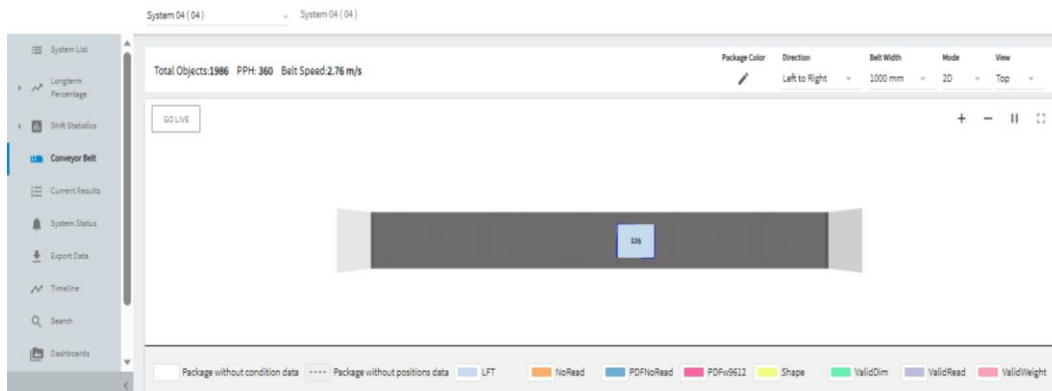 System 04 ( 04 )
System 04 ( 04 )
System List
Longterm
Percentage
Shift Statistics
Conveyor Belt
Current Results
System Status
Export Data
Timeline
Search
Dashboards
Total Objects:1986 PPH: 360 Belt Speed:2.76 m/s
Package Color
Direction
Left to Right
Belt Width
1000 mm
Mode
2D
View
Top
GO LIVE
Package without condition data
Package without positions data
LFT
NoRead
PDFNoRead
PDFw9612
Shape
ValidDim
ValidRead
ValidWeight